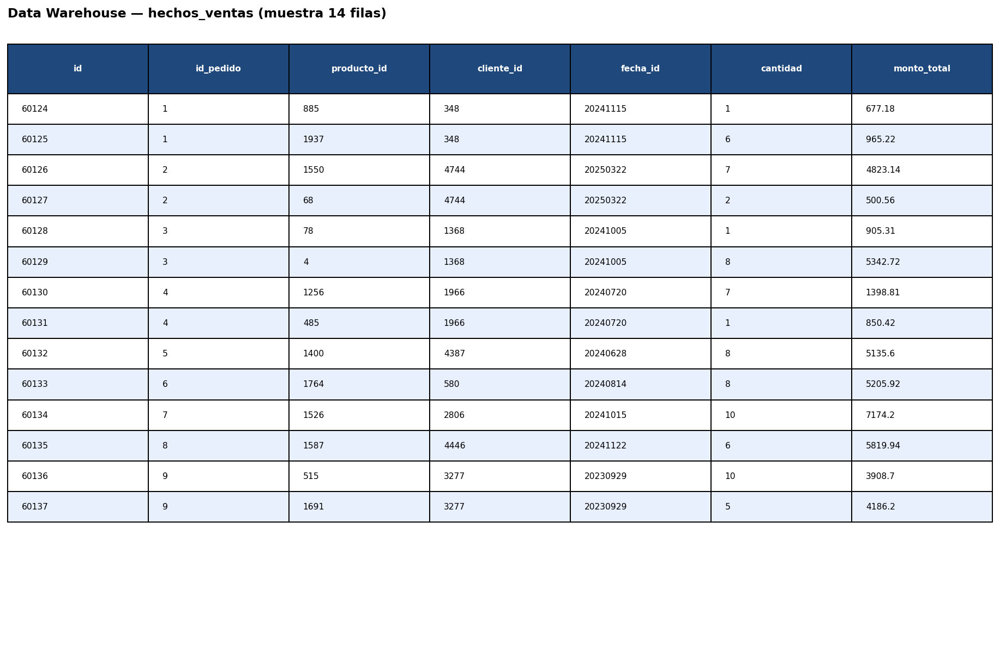 Data Warehouse — hechos_ventas (muestra 14 filas)
id id_pedido producto_id cliente_id fecha_id cantidad monto_total
60124 1 885 348 20241115 1 677.18
60125 1 1937 348 20241115 6 965.22
60126 2 1550 4744 20250322 7 4823.14
60127 2 68 4744 20250322 2 500.56
60128 3 78 1368 20241005 1 905.31
60129 3 4 1368 20241005 8 5342.72
60130 4 1256 1966 20240720 7 1398.81
60131 4 485 1966 20240720 1 850.42
60132 5 1400 4387 20240628 8 5135.6
60133 6 1764 580 20240814 8 5205.92
60134 7 1526 2806 20241015 10 7174.2
60135 8 1587 4446 20241122 6 5819.94
60136 9 515 3277 20230929 10 3908.7
60137 9 1691 3277 20230929 5 4186.2